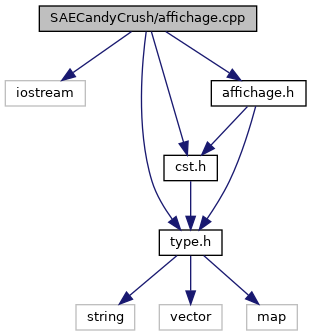 SAECandyCrush/affichage.cpp
iostream
affichage.h
cst.h
type.h
string
vector
map